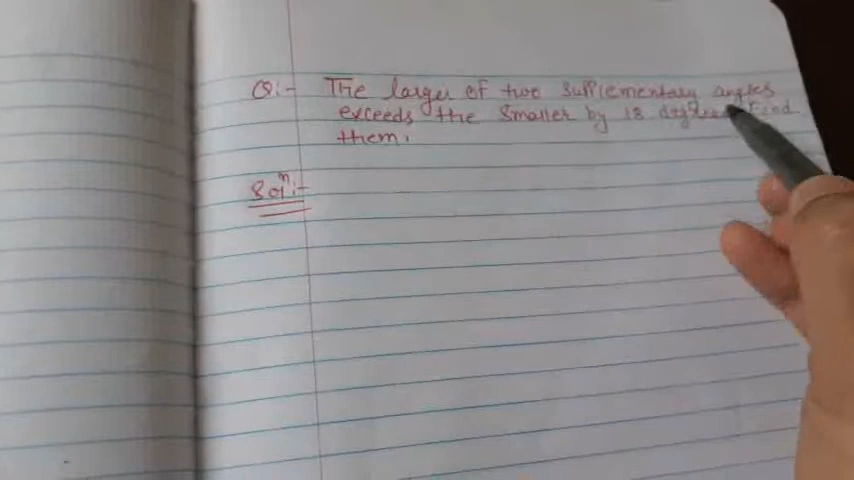 Q:- The larger of two supplementary angles
exceeds the smaller by 18 degrees Find
them.
Solⁿ:-